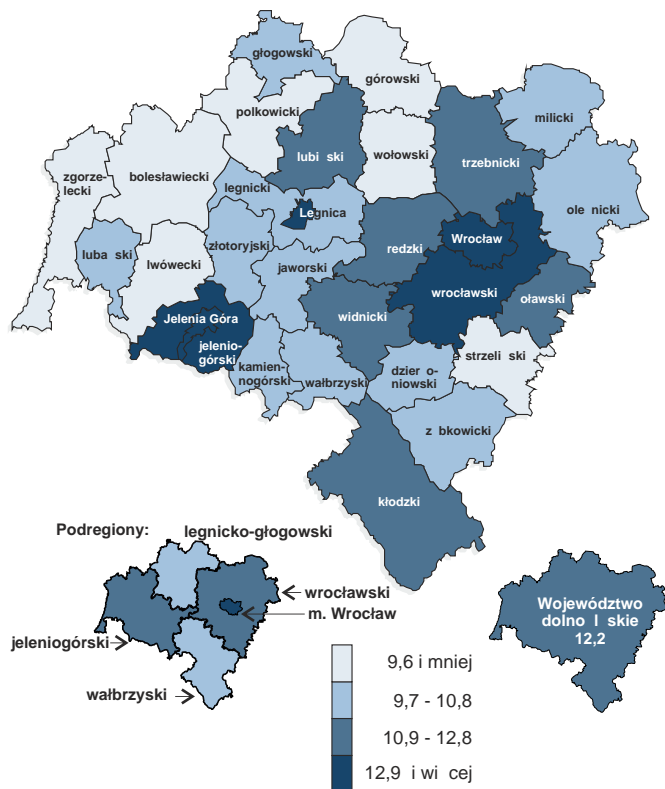 głogowski
górowski
polkowicki
milicki
lubi ski
wołowski
trzebnicki
zgorze-
lecki
bolesławiecki
legnicki
Legnica
ole nicki
luba ski
złotoryjski
redzki
Wrocław
lwówecki
jaworski
wrocławski
oławski
Jelenia Góra
widnicki
jelenio-
górski
kamien-
nogórski
wałbrzyski
dzier o-
niowski
strzeli ski
z bkowicki
kłodzki
Podregiony:
legnicko-głogowski
wrocławski
m. Wrocław
jeleniogórski
wałbrzyski
Województwo
dolno l skie
12,2
9,6 i mniej
9,7 - 10,8
10,9 - 12,8
12,9 i wi cej